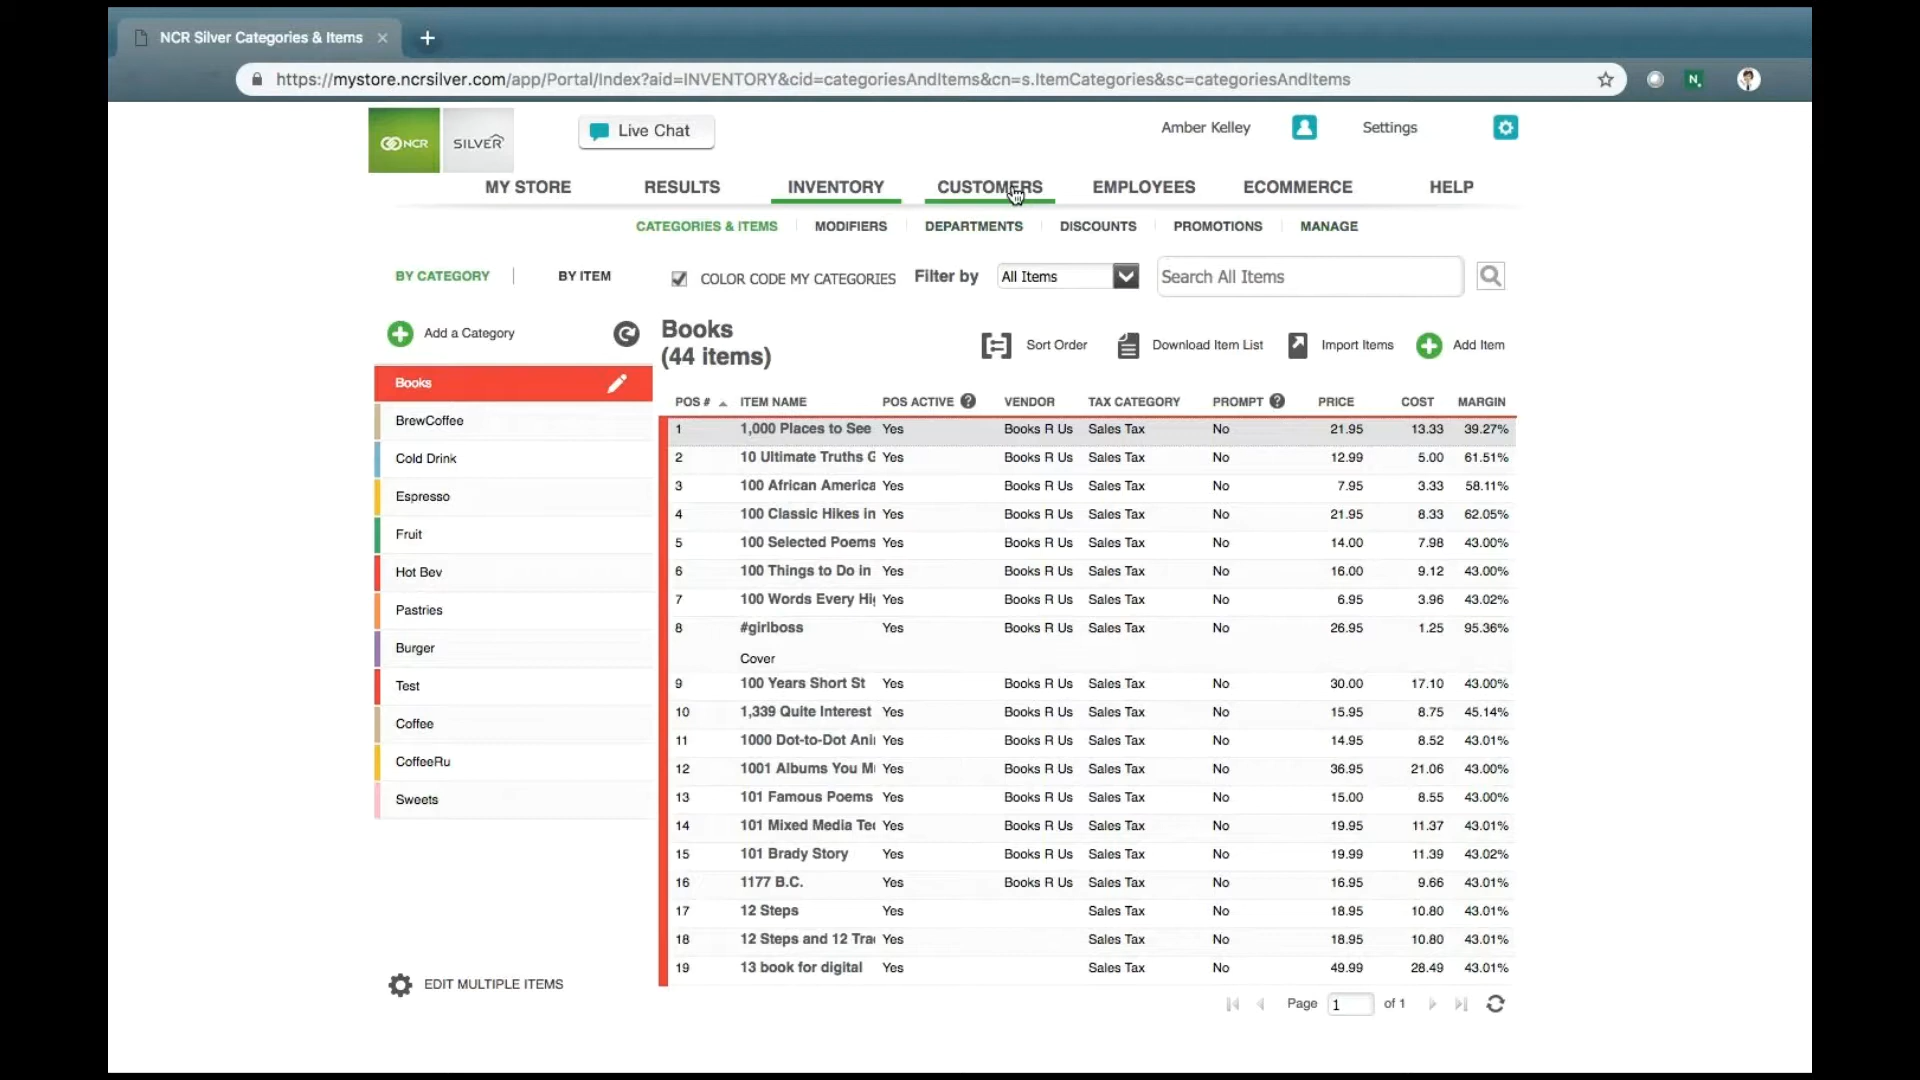 NCR Silver Categories & Items
https://mystore.ncrsilver.com/app/Portal/Index?aid=INVENTORY&cid=categoriesAndItems&cn=s.ItemCategories&sc=categoriesAndItems
N.
NCR SILVER
Live Chat
Amber Kelley Settings
MY STORE RESULTS INVENTORY CUSTOMERS EMPLOYEES ECOMMERCE HELP
CATEGORIES & ITEMS MODIFIERS DEPARTMENTS DISCOUNTS PROMOTIONS MANAGE
BY CATEGORY BY ITEM COLOR CODE MY CATEGORIES Filter by All Items Search All Items
Add a Category
Books
BrewCoffee
Cold Drink
Espresso
Fruit
Hot Bev
Pastries
Burger
Test
Coffee
CoffeeRu
Sweets
EDIT MULTIPLE ITEMS
Books
(44 items)
Sort Order Download Item List Import Items Add Item
POS # ITEM NAME POS ACTIVE ? VENDOR TAX CATEGORY PROMPT ? PRICE COST MARGIN
1 1,000 Places to See Yes Books R Us Sales Tax No 21.95 13.33 39.27%
2 10 Ultimate Truths G Yes Books R Us Sales Tax No 12.99 5.00 61.51%
3 100 African America Yes Books R Us Sales Tax No 7.95 3.33 58.11%
4 100 Classic Hikes in Yes Books R Us Sales Tax No 21.95 8.33 62.05%
5 100 Selected Poems Yes Books R Us Sales Tax No 14.00 7.98 43.00%
6 100 Things to Do in Yes Books R Us Sales Tax No 16.00 9.12 43.00%
7 100 Words Every Hi Yes Books R Us Sales Tax No 6.95 3.96 43.02%
8 #girlboss Yes Books R Us Sales Tax No 26.95 1.25 95.36%
Cover
9 100 Years Short St Yes Books R Us Sales Tax No 30.00 17.10 43.00%
10 1,339 Quite Interest Yes Books R Us Sales Tax No 15.95 8.75 45.14%
11 1000 Dot-to-Dot Ani Yes Books R Us Sales Tax No 14.95 8.52 43.01%
12 1001 Albums You M Yes Books R Us Sales Tax No 36.95 21.06 43.00%
13 101 Famous Poems Yes Books R Us Sales Tax No 15.00 8.55 43.00%
14 101 Mixed Media Te Yes Books R Us Sales Tax No 19.95 11.37 43.01%
15 101 Brady Story Yes Books R Us Sales Tax No 19.99 11.39 43.02%
16 1177 B.C. Yes Books R Us Sales Tax No 16.95 9.66 43.01%
17 12 Steps Yes Sales Tax No 18.95 10.80 43.01%
18 12 Steps and 12 Tra Yes Sales Tax No 18.95 10.80 43.01%
19 13 book for digital Yes Sales Tax No 49.99 28.49 43.01%
Page 1 of 1